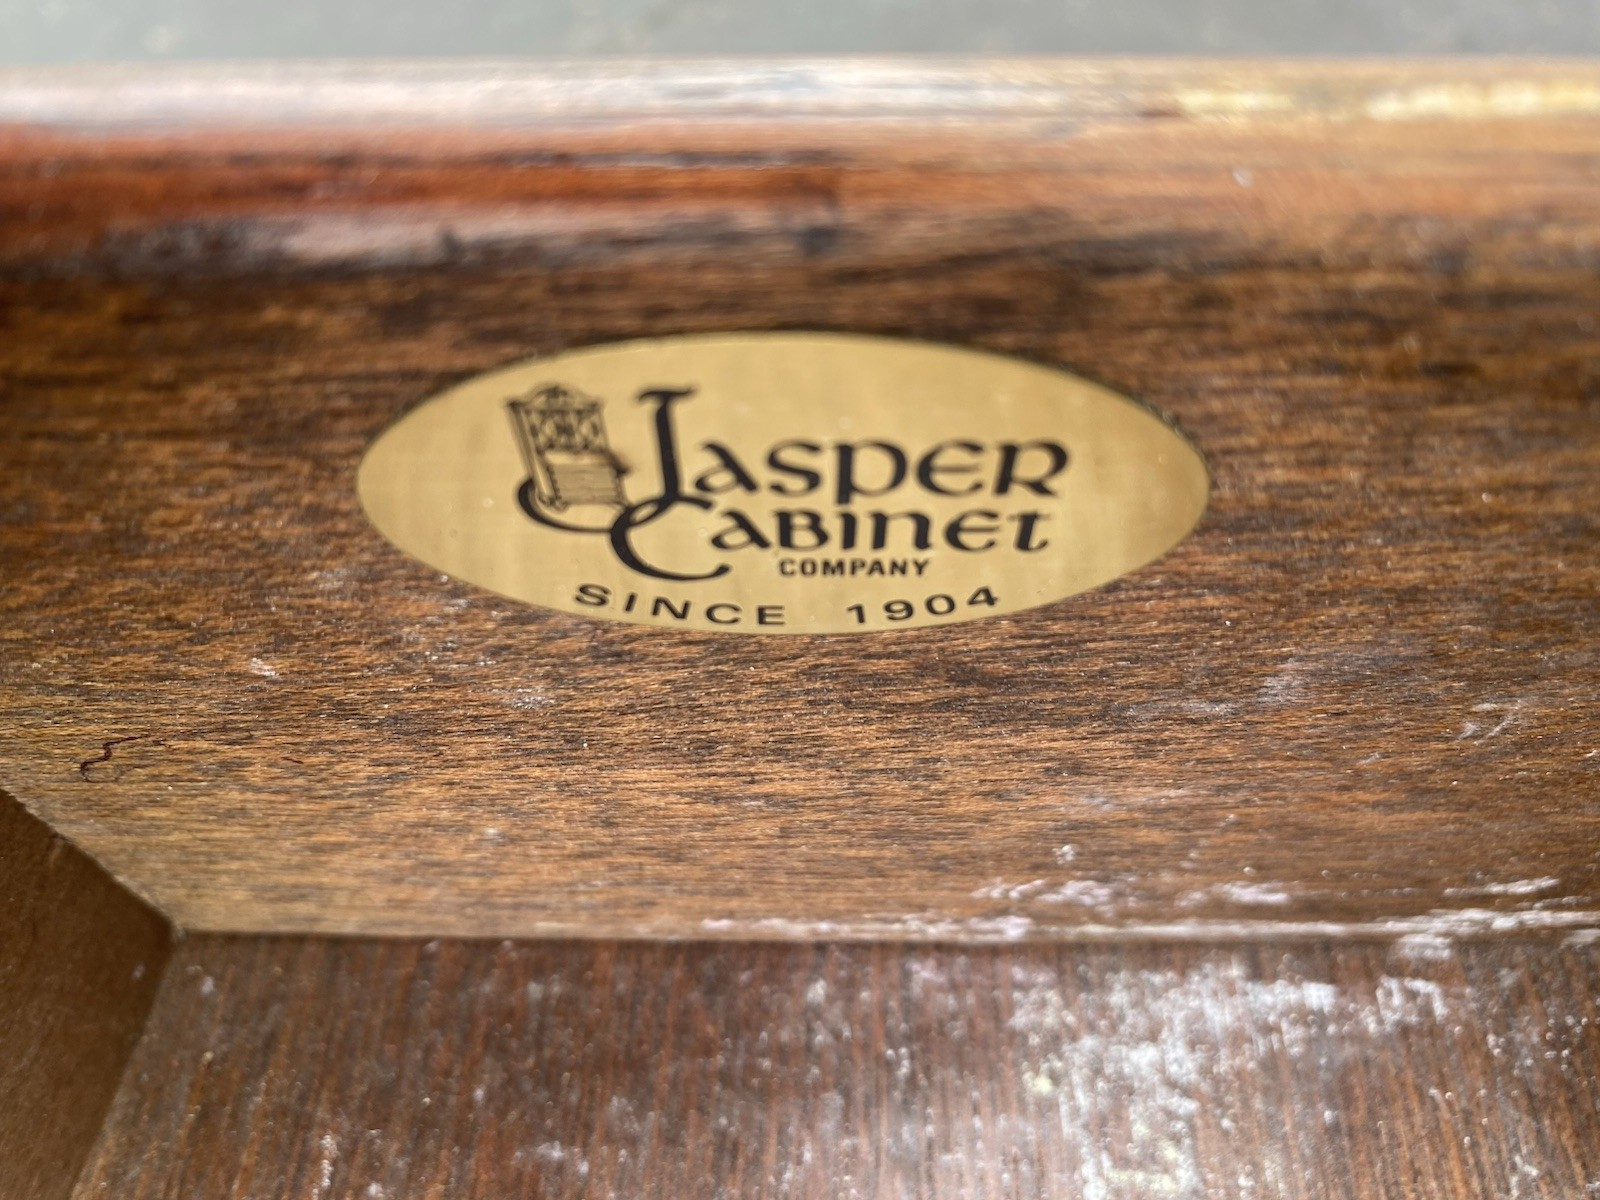 Jasper
Cabinet
COMPANY
SINCE 1904